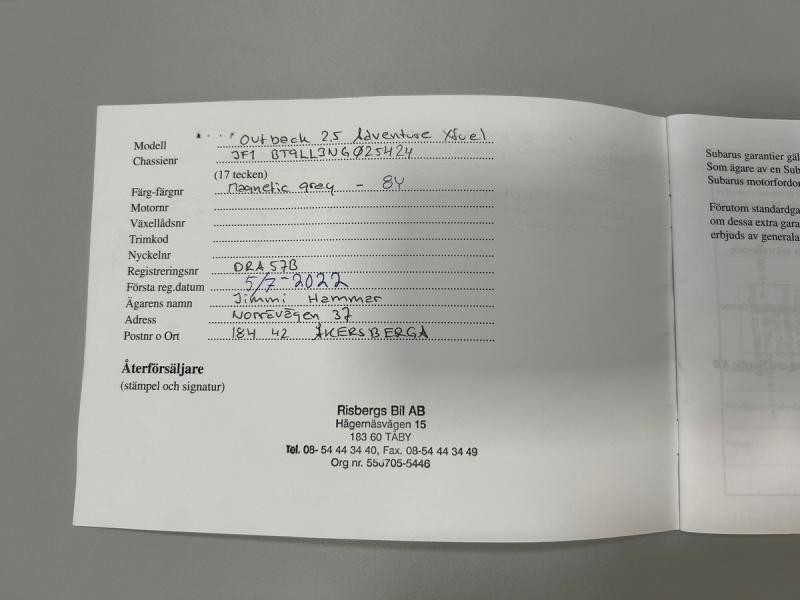 Modell Outback 2.5 Adventure Xfuel
Chassienr JF1 BT9LL3NG025424
(17 tecken)
Färg-färgnr Magnetic grey - 8Y
Motornr
Växellådsnr
Trimkod
Nyckelnr
Registreringsnr DRA57B
Första reg.datum 5/7-2022
Ägarens namn Jimmi Hammar
Adress Norrsvägen 37
Postnr o Ort 184 42 ÅKERSBERGA
Återförsäljare
(stämpel och signatur)
Risbergs Bil AB
Hägernäsvägen 15
183 60 TÄBY
Tel. 08- 54 44 34 40, Fax. 08-54 44 34 49
Org.nr. 556705-5446
Subarus garantier gäl
Som ägare av en Sub
Subarus motorfordon
Förutom standardga
om dessa extra gara
erbjuds av generala